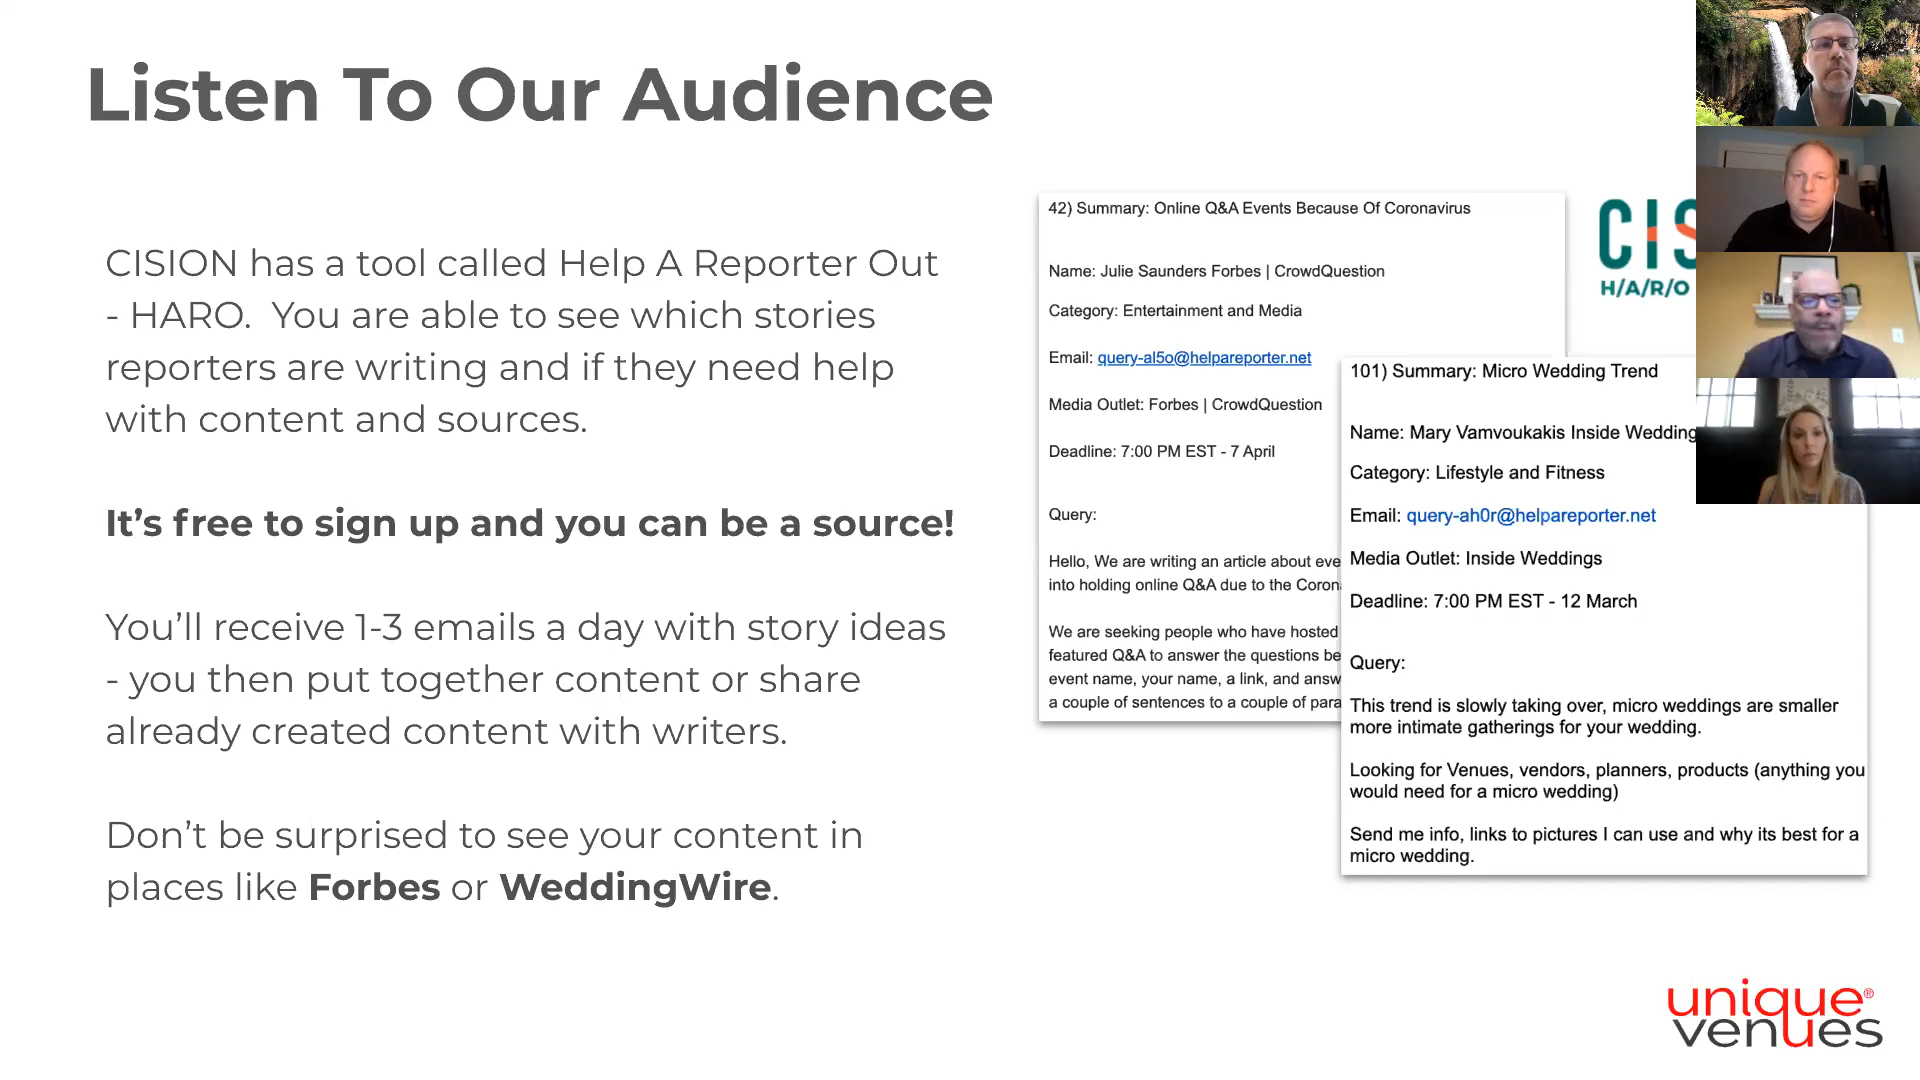 Listen To Our Audience
CISION has a tool called Help A Reporter Out
- HARO. You are able to see which stories
reporters are writing and if they need help
with content and sources.
It's free to sign up and you can be a source!
You'll receive 1-3 emails a day with story ideas
- you then put together content or share
already created content with writers.
Don't be surprised to see your content in
places like Forbes or WeddingWire.
42) Summary: Online Q&A Events Because Of Coronavirus
Name: Julie Saunders Forbes | CrowdQuestion
Category: Entertainment and Media
Email: query-al5o@helpareporter.net
Media Outlet: Forbes | CrowdQuestion
Deadline: 7:00 PM EST - 7 April
Query:
Hello, We are writing an article about eve
into holding online Q&A due to the Coron
We are seeking people who have hosted
featured Q&A to answer the questions be
event name, your name, a link, and answ
a couple of sentences to a couple of para
CIS
H/A/R/O
101) Summary: Micro Wedding Trend
Name: Mary Vamvoukakis Inside Wedding
Category: Lifestyle and Fitness
Email: query-ah0r@helpareporter.net
Media Outlet: Inside Weddings
Deadline: 7:00 PM EST - 12 March
Query:
This trend is slowly taking over, micro weddings are smaller
more intimate gatherings for your wedding.
Looking for Venues, vendors, planners, products (anything you
would need for a micro wedding)
Send me info, links to pictures I can use and why its best for a
micro wedding.
unique®
venues